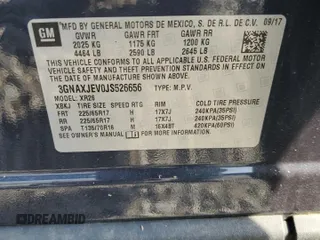 GM
MFD BY GENERAL MOTORS DE MEXICO, S. DE R.L. DE C.V. 09/17
GVWR GAWR FRT GAWR RR
2025 KG 1175 KG 1200 KG
4464 LB 2590 LB 2645 LB
THIS VEHICLE CONFORMS TO ALL APPLICABLE U.S. FEDERAL MOTOR VEHICLE SAFETY AND THEFT PREVENTION STANDARDS IN EFFECT ON THE DATE OF MANUFACTURE SHOWN ABOVE.
3GNAXJEV0JS526656 TYPE: M.P.V.
MODEL: XR26
TIRE SIZE SPEED RTG RIM COLD TIRE PRESSURE
FRT 225/65R17 H 17X7J 240KPA(35PSI)
RR 225/65R17 H 17X7J 240KPA(35PSI)
SPA T135/70R16 M 16X4BT 420KPA(60PSI)
SEE OWNER'S MANUAL FOR ADDITIONAL INFORMATION.
DREAMBID